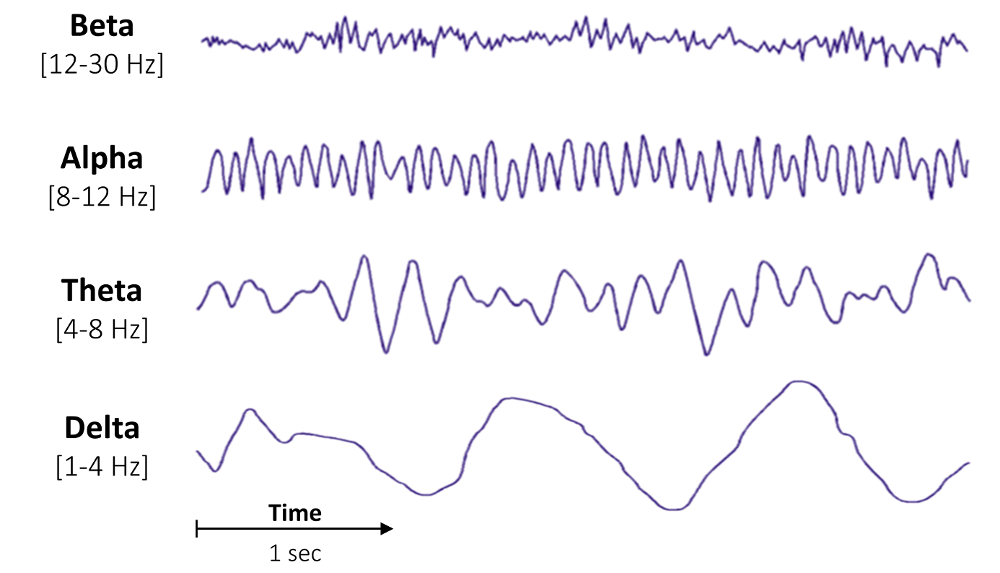 Beta
[12-30 Hz]
Alpha
[8-12 Hz]
Theta
[4-8 Hz]
Delta
[1-4 Hz]
Time
1 sec